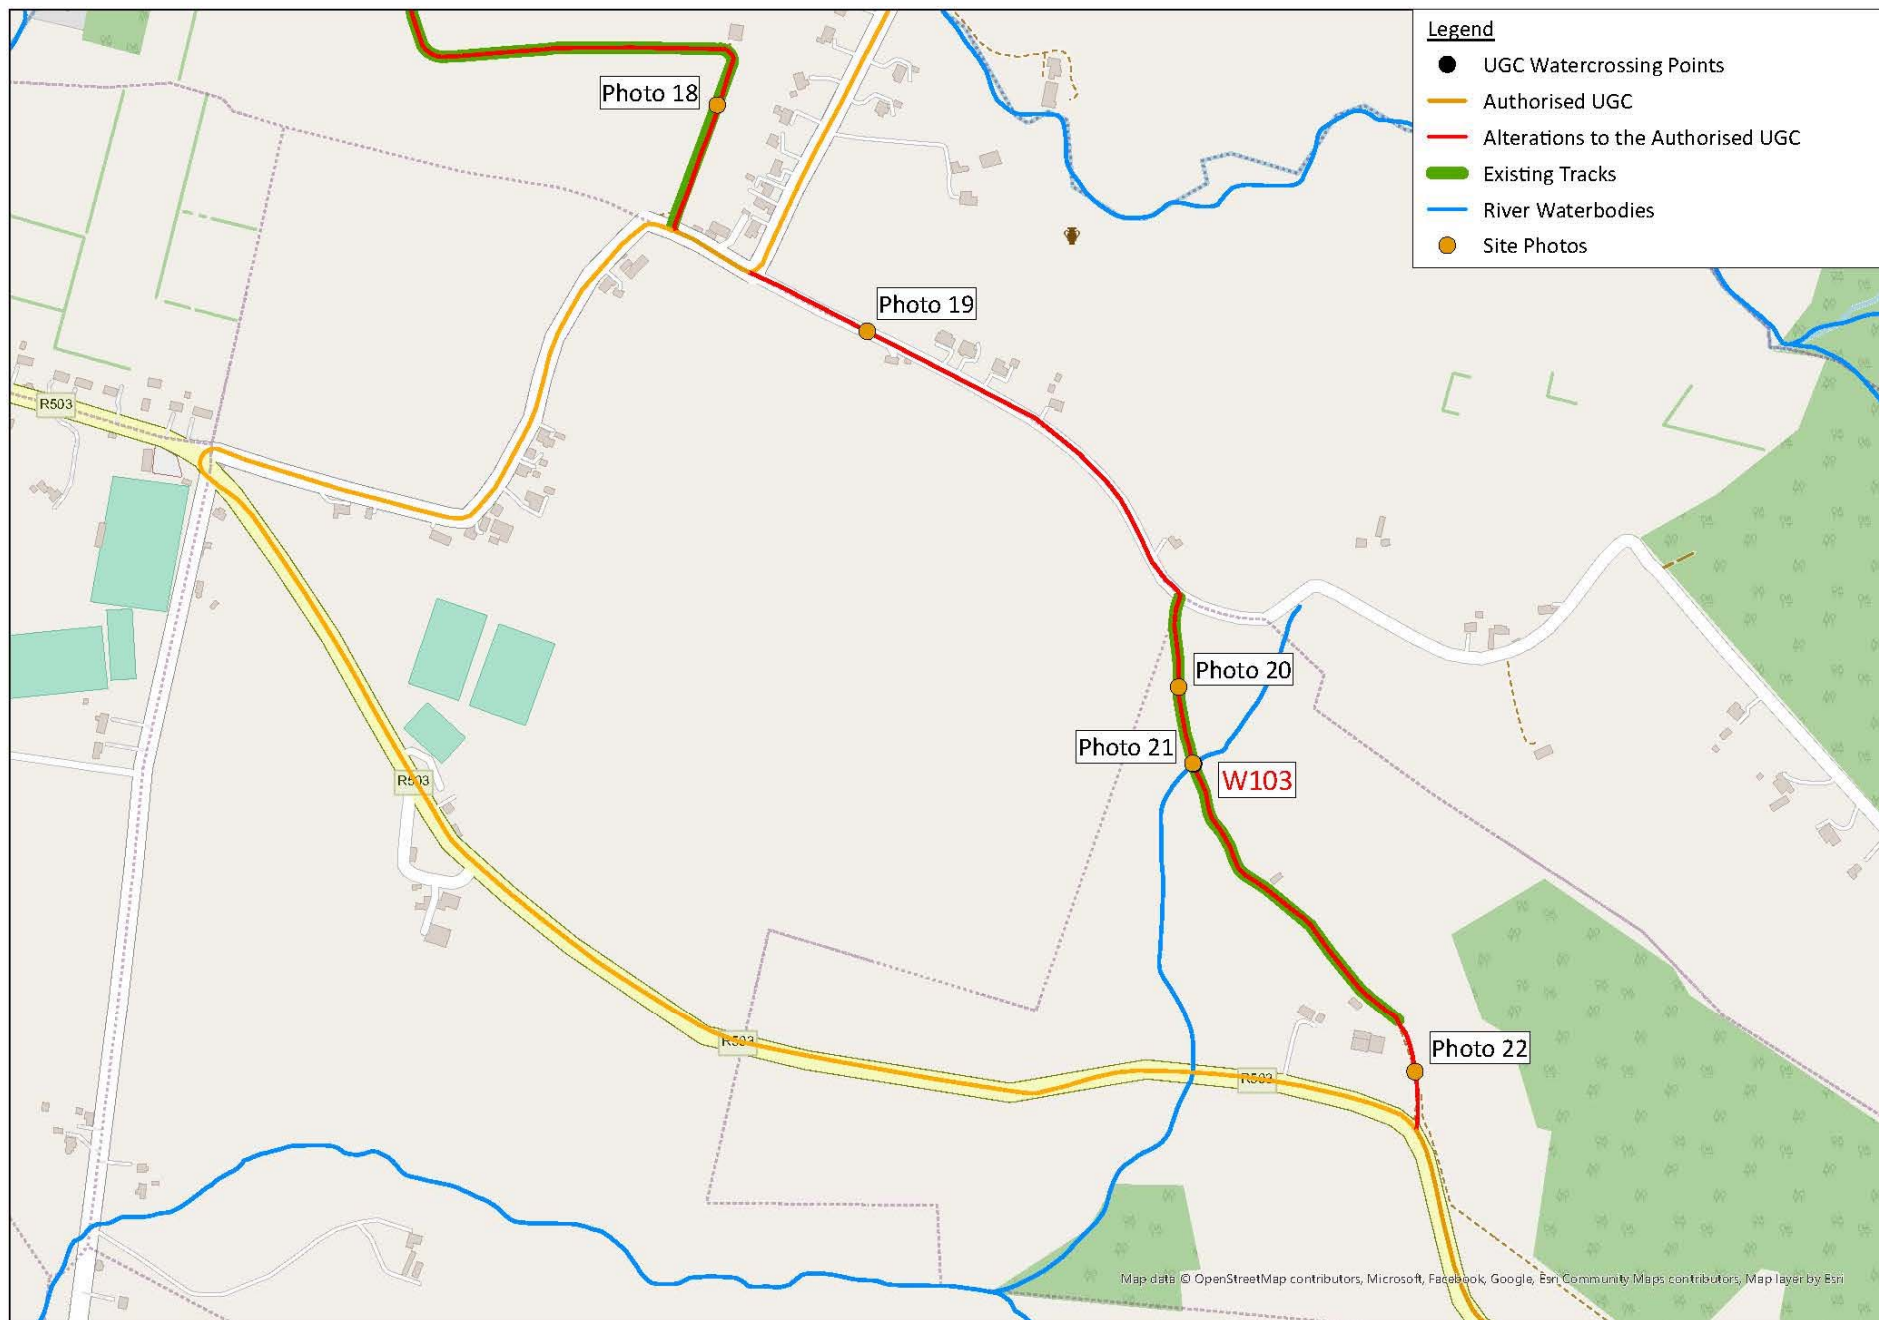 Legend
UGC Watercrossing Points
Authorised UGC
Alterations to the Authorised UGC
Existing Tracks
River Waterbodies
Site Photos
Photo 18
Photo 19
R503
Photo 20
Photo 21
W103
R503
R503
Photo 22
R503
Map data © OpenStreetMap contributors, Microsoft, Facebook, Google, Esri Community Maps contributors, Map layer by Esri